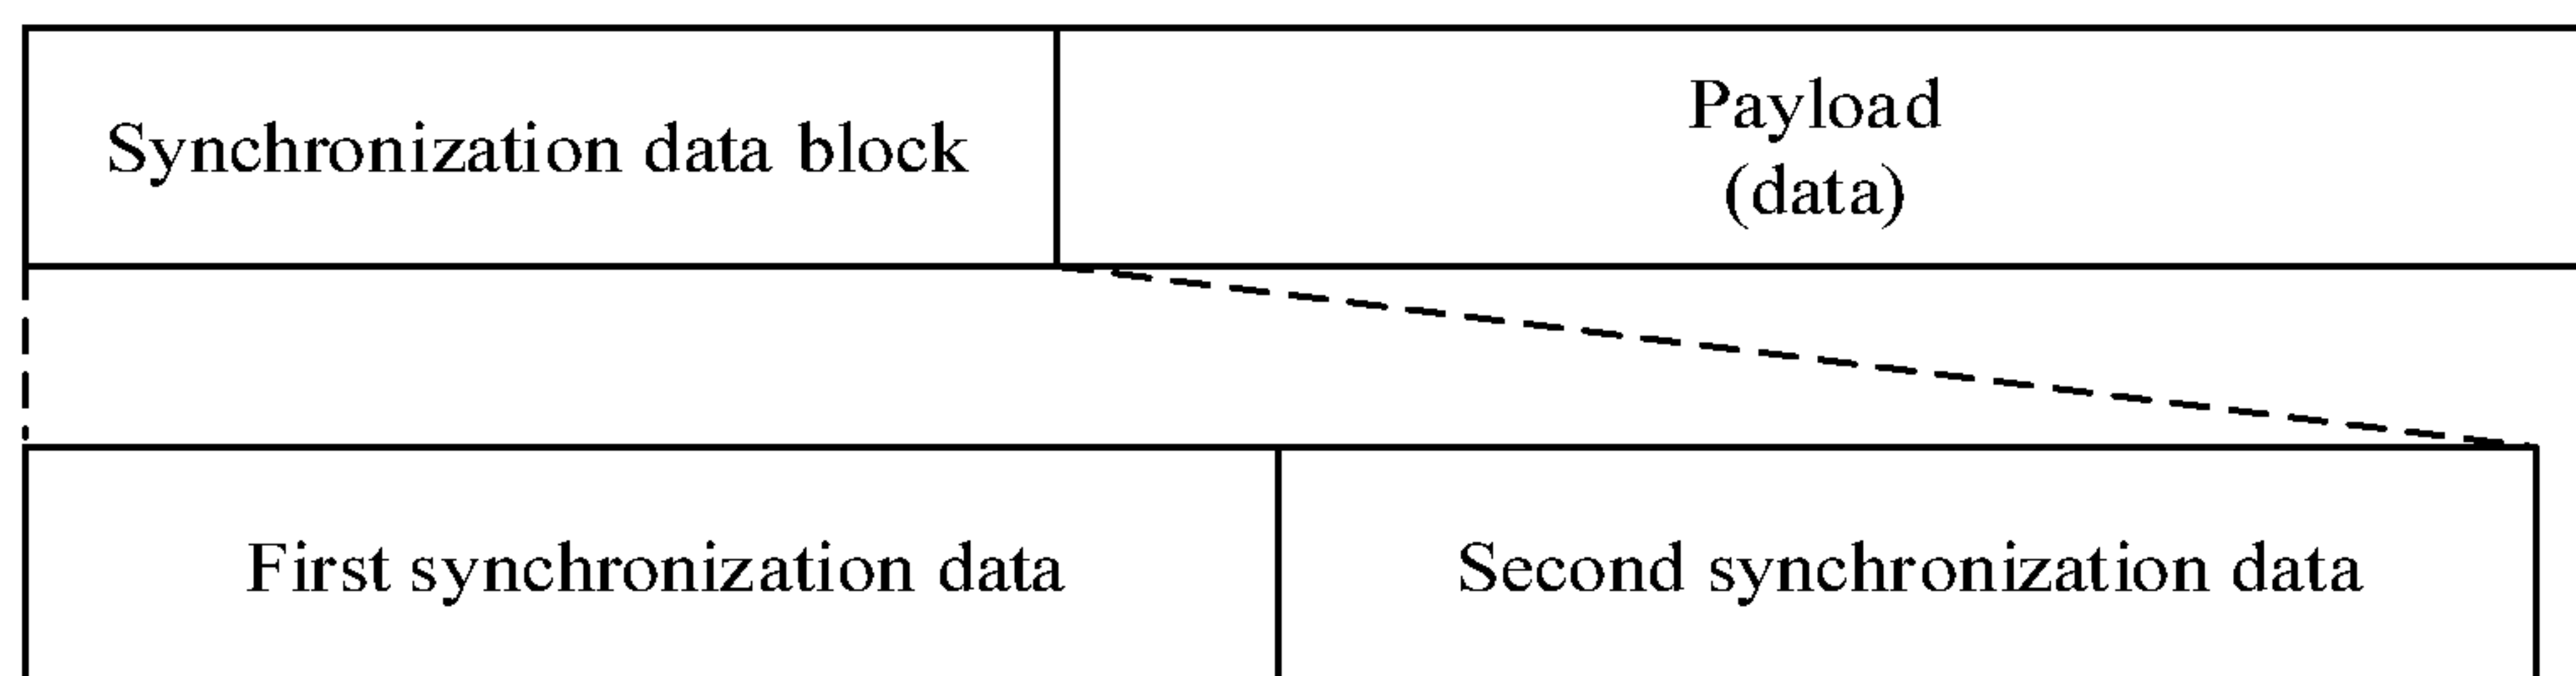 Synchronization data block
Payload
(data)
First synchronization data
Second synchronization data